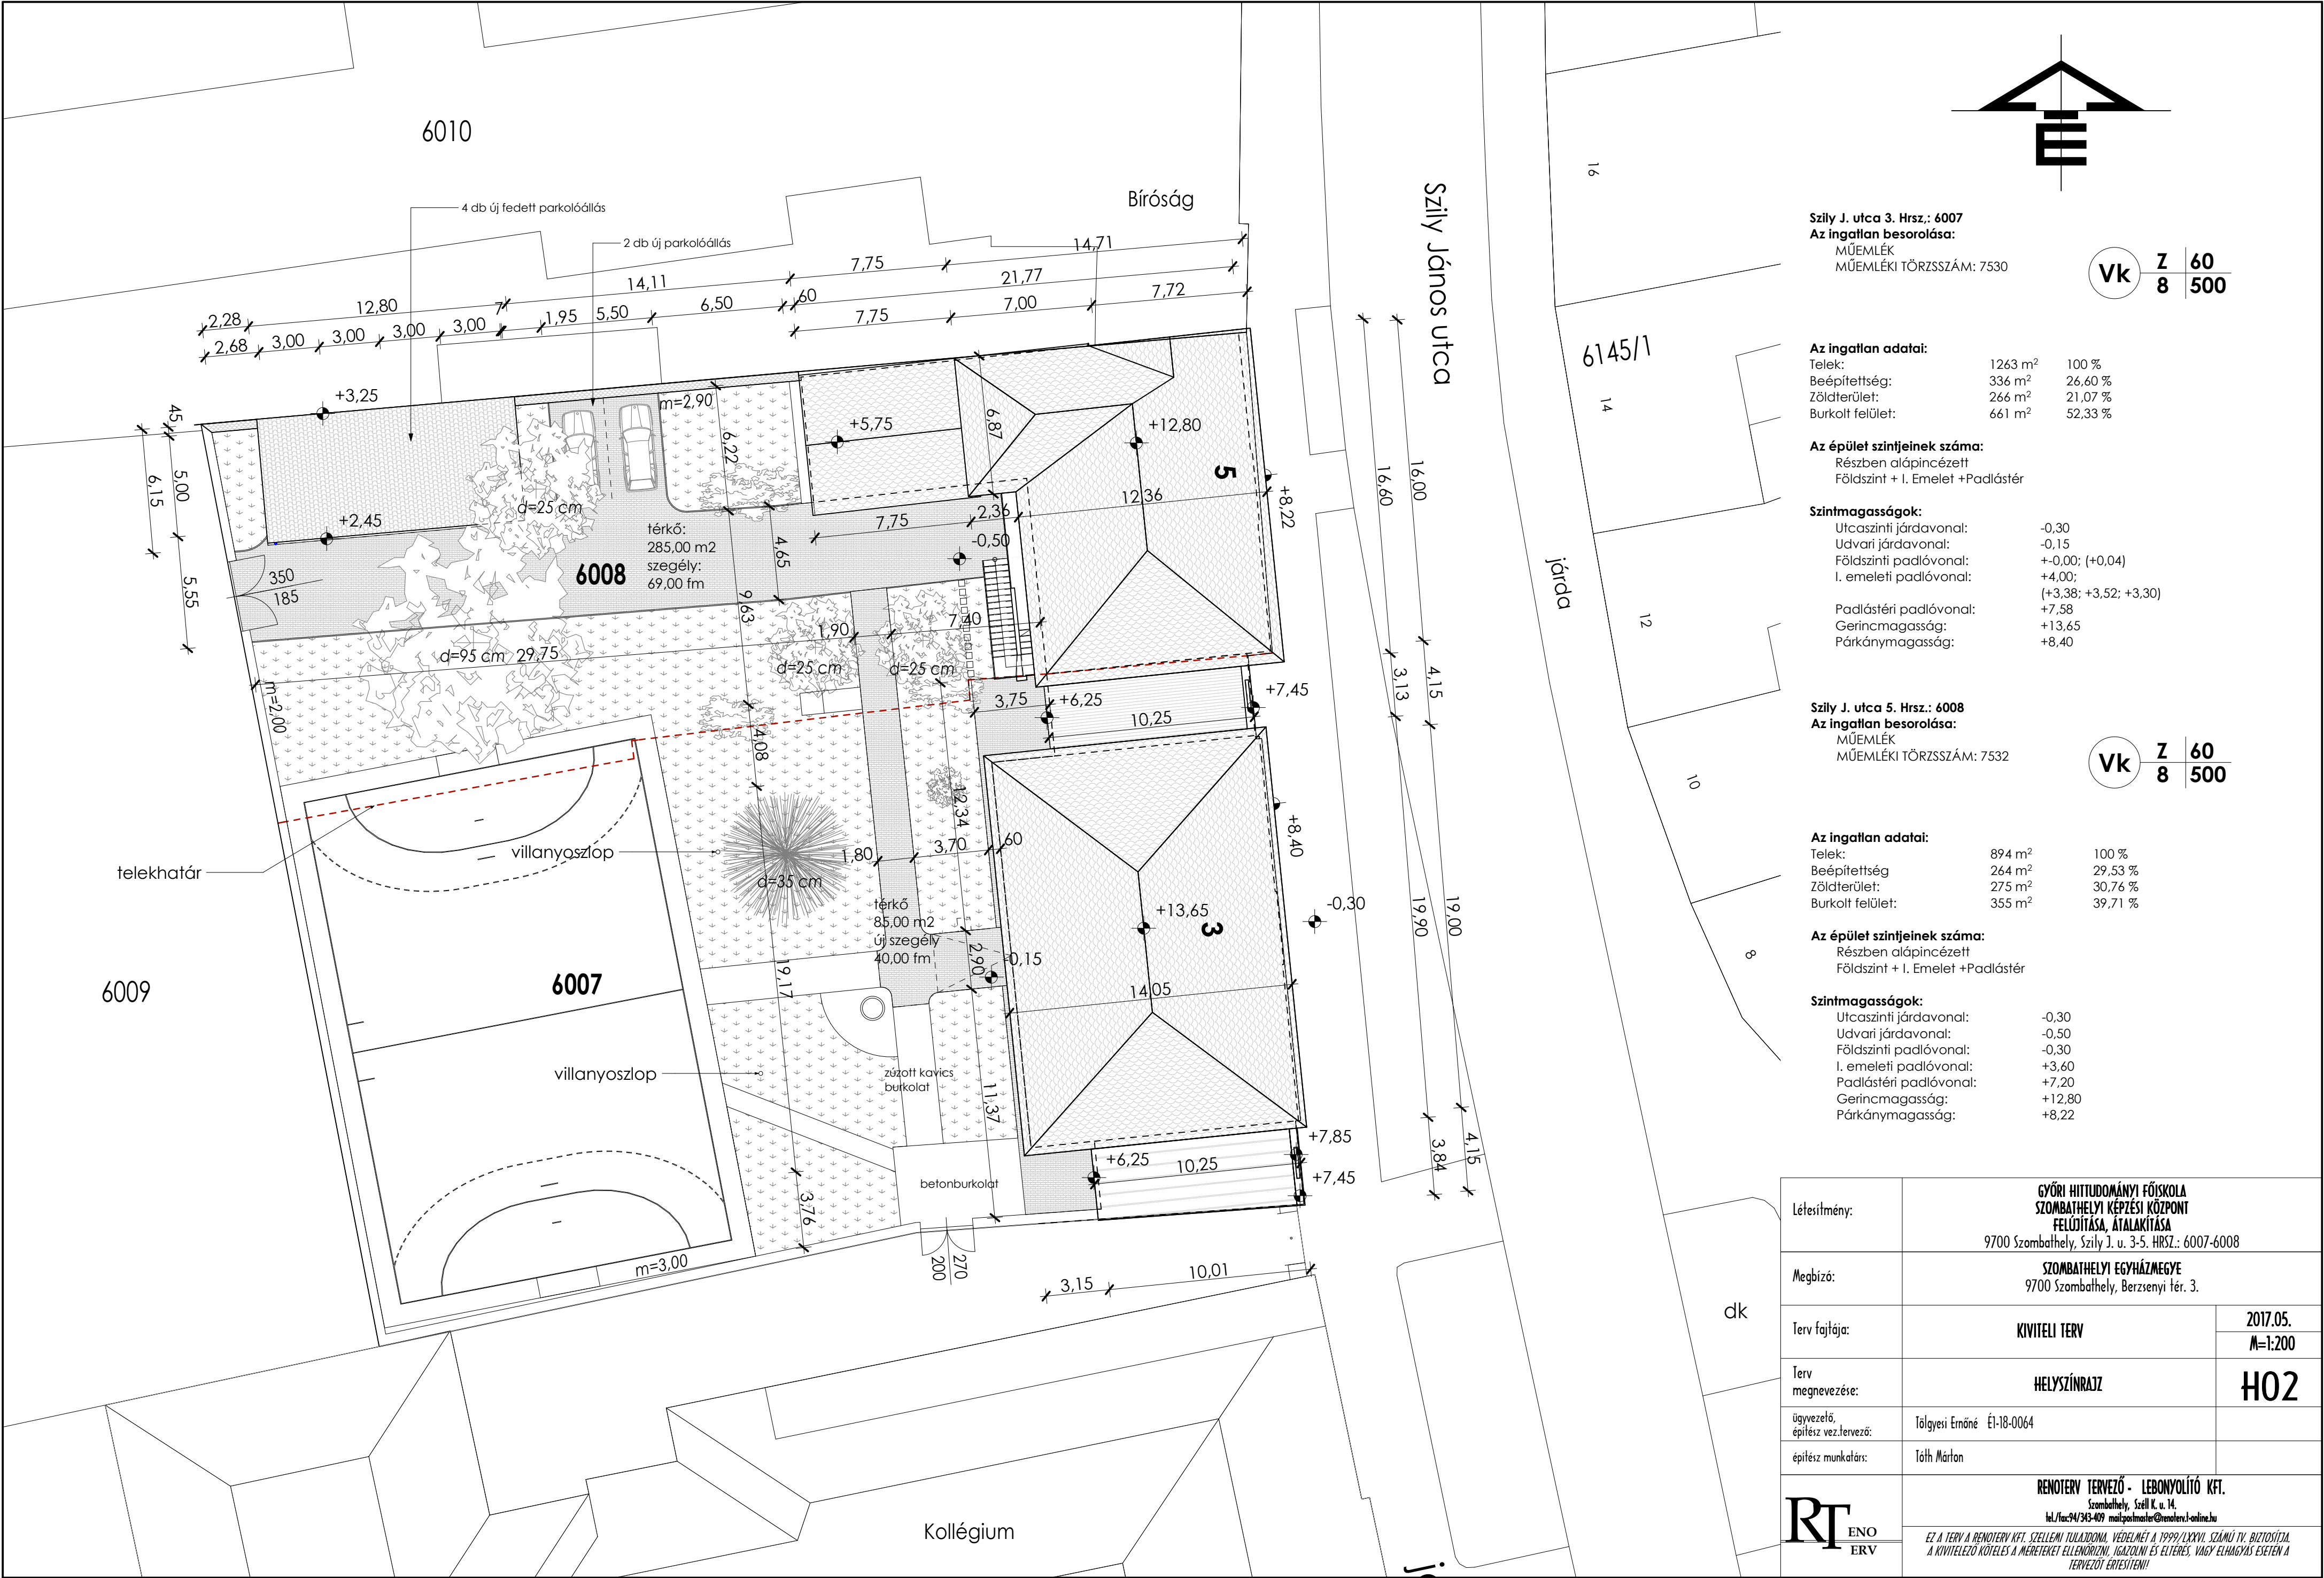 6010
Bíróság
4 db új fedett parkolóállás
2 db új parkolóállás
14,71
7,75
14,11
21,77
12,80
7
6,50
60
7,00
7,72
2,28
1,95
5,50
7,75
2,68
3,00
3,00
3,00
3,00
+3,25
m=2,90
45
5,00
6,15
5,55
6,22
+5,75
6,87
+12,80
5
12,36
+8,22
+2,45
d=25 cm
térkő:
285,00 m2
szegély:
69,00 fm
7,75
2,36
-0,50
4,65
6008
350
185
9,63
1,90
7,40
d=95 cm
29,75
d=25 cm
d=25 cm
m=2,00
3,75
+6,25
10,25
+7,45
4,08
12,34
telekhatár
villanyoszlop
1,80
3,70
60
d=35 cm
+8,40
térkő
85,00 m2
új szegély
40,00 fm
2,90
-0,15
+13,65
3
-0,30
14,05
6009
6007
19,17
villanyoszlop
zúzott kavics
burkolat
11,37
betonburkolat
+6,25
10,25
+7,85
+7,45
3,76
m=3,00
200
270
3,15
10,01
Kollégium
Szily János utca
járda
16,60
16,00
3,13
4,15
19,90
19,00
3,84
4,15
16
6145/1
14
12
10
8
dk
É
Szily J. utca 3. Hrsz,: 6007
Az ingatlan besorolása:
MŰEMLÉK
MŰEMLÉKI TÖRZSSZÁM: 7530
Vk Z 60
8 500
Az ingatlan adatai:
Telek: 1263 m2 100 %
Beépítettség: 336 m2 26,60 %
Zöldterület: 266 m2 21,07 %
Burkolt felület: 661 m2 52,33 %
Az épület szintjeinek száma:
Részben alápincézett
Földszint + I. Emelet +Padlástér
Szintmagasságok:
Utcaszinti járdavonal: -0,30
Udvari járdavonal: -0,15
Földszinti padlóvonal: +-0,00; (+0,04)
I. emeleti padlóvonal: +4,00;
(+3,38; +3,52; +3,30)
Padlástéri padlóvonal: +7,58
Gerincmagasság: +13,65
Párkánymagasság: +8,40
Szily J. utca 5. Hrsz.: 6008
Az ingatlan besorolása:
MŰEMLÉK
MŰEMLÉKI TÖRZSSZÁM: 7532
Vk Z 60
8 500
Az ingatlan adatai:
Telek: 894 m2 100 %
Beépítettség 264 m2 29,53 %
Zöldterület: 275 m2 30,76 %
Burkolt felület: 355 m2 39,71 %
Az épület szintjeinek száma:
Részben alápincézett
Földszint + I. Emelet +Padlástér
Szintmagasságok:
Utcaszinti járdavonal: -0,30
Udvari járdavonal: -0,50
Földszinti padlóvonal: -0,30
I. emeleti padlóvonal: +3,60
Padlástéri padlóvonal: +7,20
Gerincmagasság: +12,80
Párkánymagasság: +8,22
Létesítmény:
GYŐRI HITTUDOMÁNYI FŐISKOLA
SZOMBATHELYI KÉPZÉSI KÖZPONT
FELÚJÍTÁSA, ÁTALAKÍTÁSA
9700 Szombathely, Szily J. u. 3-5. HRSZ.: 6007-6008
Megbízó:
SZOMBATHELYI EGYHÁZMEGYE
9700 Szombathely, Berzsenyi tér. 3.
Terv fajtája:
KIVITELI TERV
2017.05.
M=1:200
Terv
megnevezése:
HELYSZÍNRAJZ
H02
ügyvezető,
építész vez.tervező:
Tölgyesi Ernőné É1-18-0064
építész munkatárs:
Tóth Márton
RT ENO
ERV
RENOTERV TERVEZŐ - LEBONYOLÍTÓ KFT.
Szombathely, Széll K. u. 14.
tel./fax:94/343-409 mail:postmaster@renoterv.t-online.hu
EZ A TERV A RENOTERV KFT. SZELLEMI TULAJDONA, VÉDELMÉT A 1999/LXXVI. SZÁMÚ TV. BIZTOSÍTJA.
A KIVITELEZŐ KÖTELES A MÉRETEKET ELLENŐRIZNI, IGAZOLNI ÉS ELTÉRÉS, VAGY ELHAGYÁS ESETÉN A
TERVEZŐT ÉRTESÍTENI!